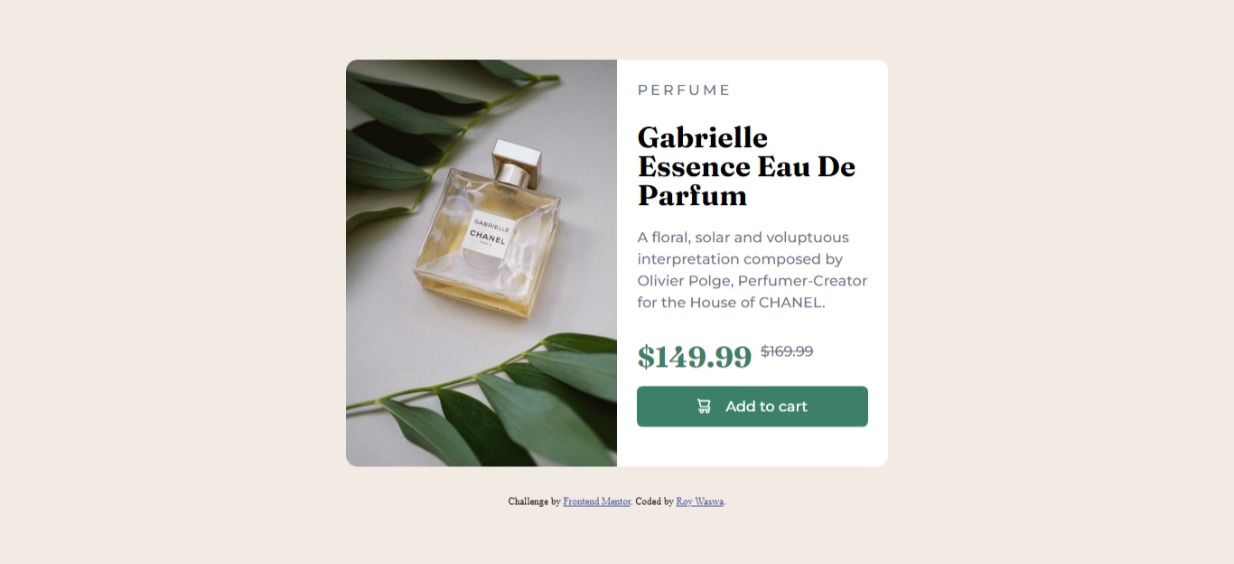 PERFUME
Gabrielle
Essence Eau De
Parfum
A floral, solar and voluptuous
interpretation composed by
Olivier Polge, Perfumer-Creator
for the House of CHANEL.
$149.99 $169.99
Add to cart
GABRIELLE
CHANEL
PARIS
Challenge by Frontend Mentor. Coded by Roy Waswa.